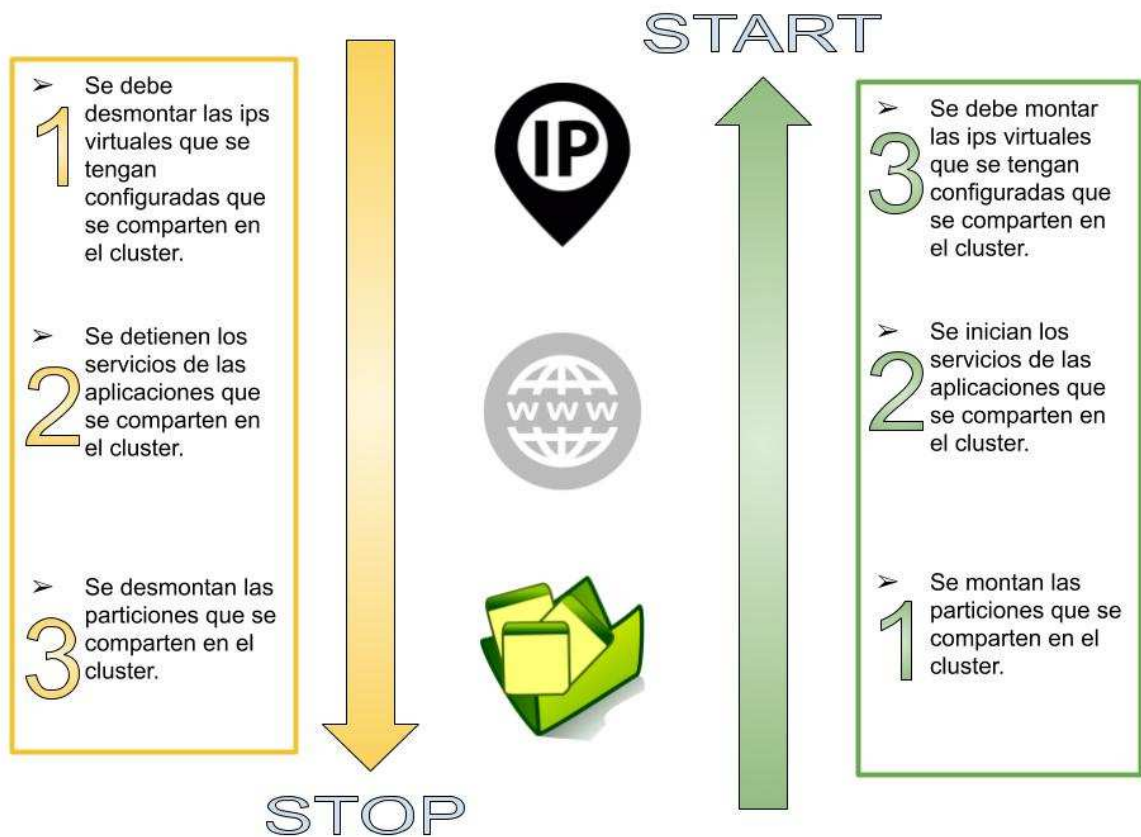 START
➢ Se debe
desmontar las ips
virtuales que se
tengan
configuradas que
se comparten en
el cluster.
1
➢ Se detienen los
servicios de las
aplicaciones que
se comparten en
el cluster.
2
➢ Se desmontan las
particiones que se
comparten en el
cluster.
3
STOP
IP
www
➢ Se debe montar
las ips virtuales
que se tengan
configuradas que
se comparten en
el cluster.
3
➢ Se inician los
servicios de las
aplicaciones que
se comparten en
el cluster.
2
➢ Se montan las
particiones que se
comparten en el
cluster.
1